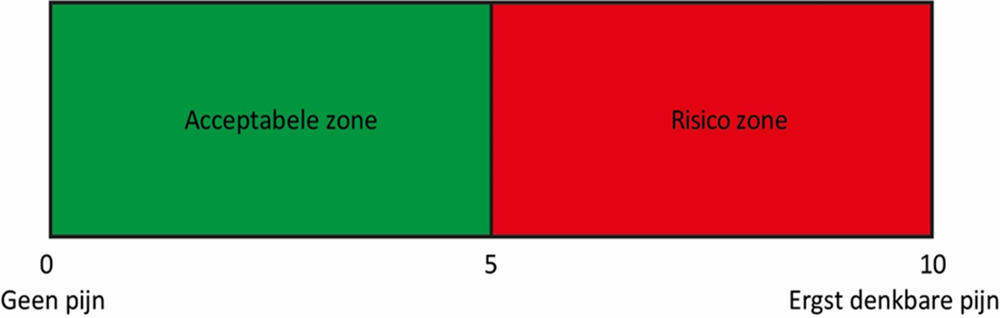 Acceptabele zone
Risico zone
0
5
10
Geen pijn
Ergst denkbare pijn